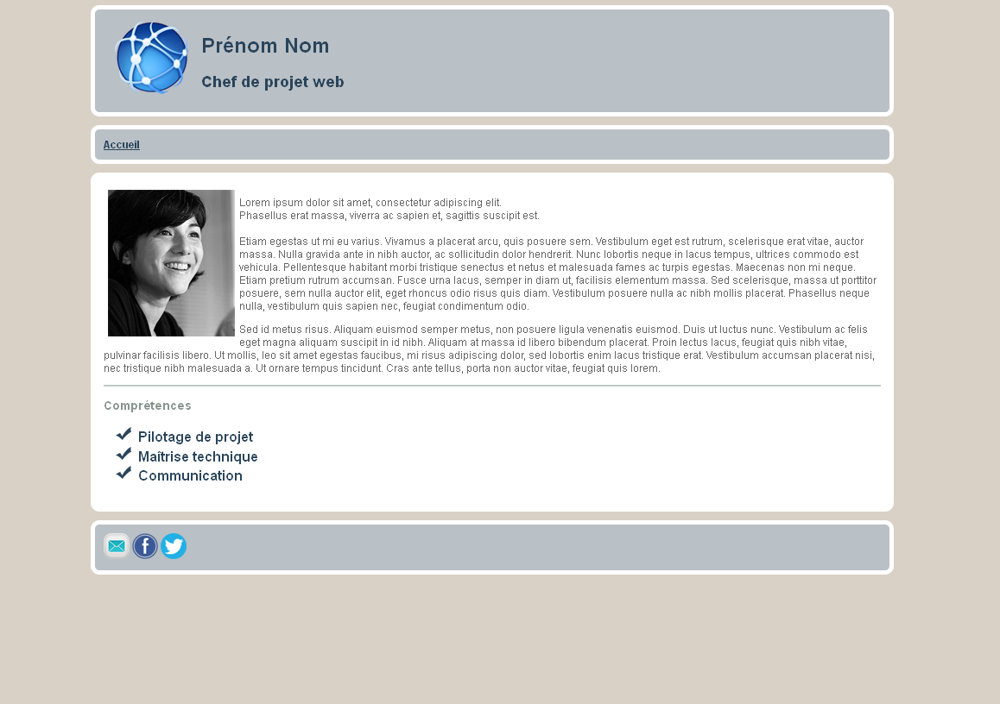 Prénom Nom
Chef de projet web
Accueil
Lorem ipsum dolor sit amet, consectetur adipiscing elit.
Phasellus erat massa, viverra ac sapien et, sagittis suscipit est.
Etiam egestas ut mi eu varius. Vivamus a placerat arcu, quis posuere sem. Vestibulum eget est rutrum, scelerisque erat vitae, auctor
massa. Nulla gravida ante in nibh auctor, ac sollicitudin dolor hendrerit. Nunc lobortis neque in lacus tempus, ultrices commodo est
vehicula. Pellentesque habitant morbi tristique senectus et netus et malesuada fames ac turpis egestas. Maecenas non mi neque.
Etiam pretium rutrum accumsan. Fusce urna lacus, semper in diam ut, facilisis elementum massa. Sed scelerisque, massa ut porttitor
posuere, sem nulla auctor elit, eget rhoncus odio risus quis diam. Vestibulum posuere nulla ac nibh mollis placerat. Phasellus neque
nulla, vestibulum quis sapien nec, feugiat condimentum odio.
Sed id metus risus. Aliquam euismod semper metus, non posuere ligula venenatis euismod. Duis ut luctus nunc. Vestibulum ac felis
eget magna aliquam suscipit in id nibh. Aliquam at massa id libero bibendum placerat. Proin lectus lacus, feugiat quis nibh vitae,
pulvinar facilisis libero. Ut mollis, leo sit amet egestas faucibus, mi risus adipiscing dolor, sed lobortis enim lacus tristique erat. Vestibulum accumsan placerat nisi,
nec tristique nibh malesuada a. Ut ornare tempus tincidunt. Cras ante tellus, porta non auctor vitae, feugiat quis lorem.
Comprétences
Pilotage de projet
Maîtrise technique
Communication